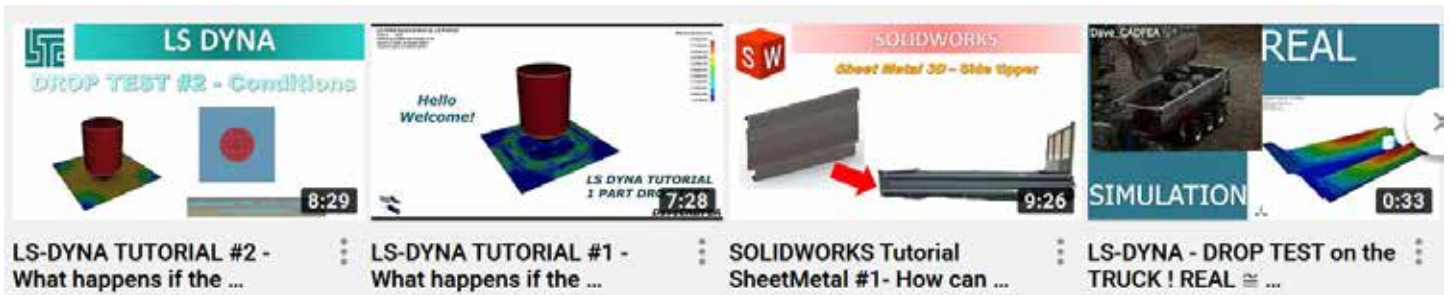 LS DYNA
DROP TEST #2 - Conditions
8:29
LS-DYNA TUTORIAL #2 -
What happens if the ...
Hello
Welcome!
LS DYNA TUTORIAL
1 PART
7:28
LS-DYNA TUTORIAL #1 -
What happens if the ...
SW
SOLIDWORKS
Sheet Metal 3D - Side tipper
9:26
SOLIDWORKS Tutorial
SheetMetal #1- How can ...
Dave_CADFEA
REAL
SIMULATION
0:33
LS-DYNA - DROP TEST on the
TRUCK ! REAL ≅ ...